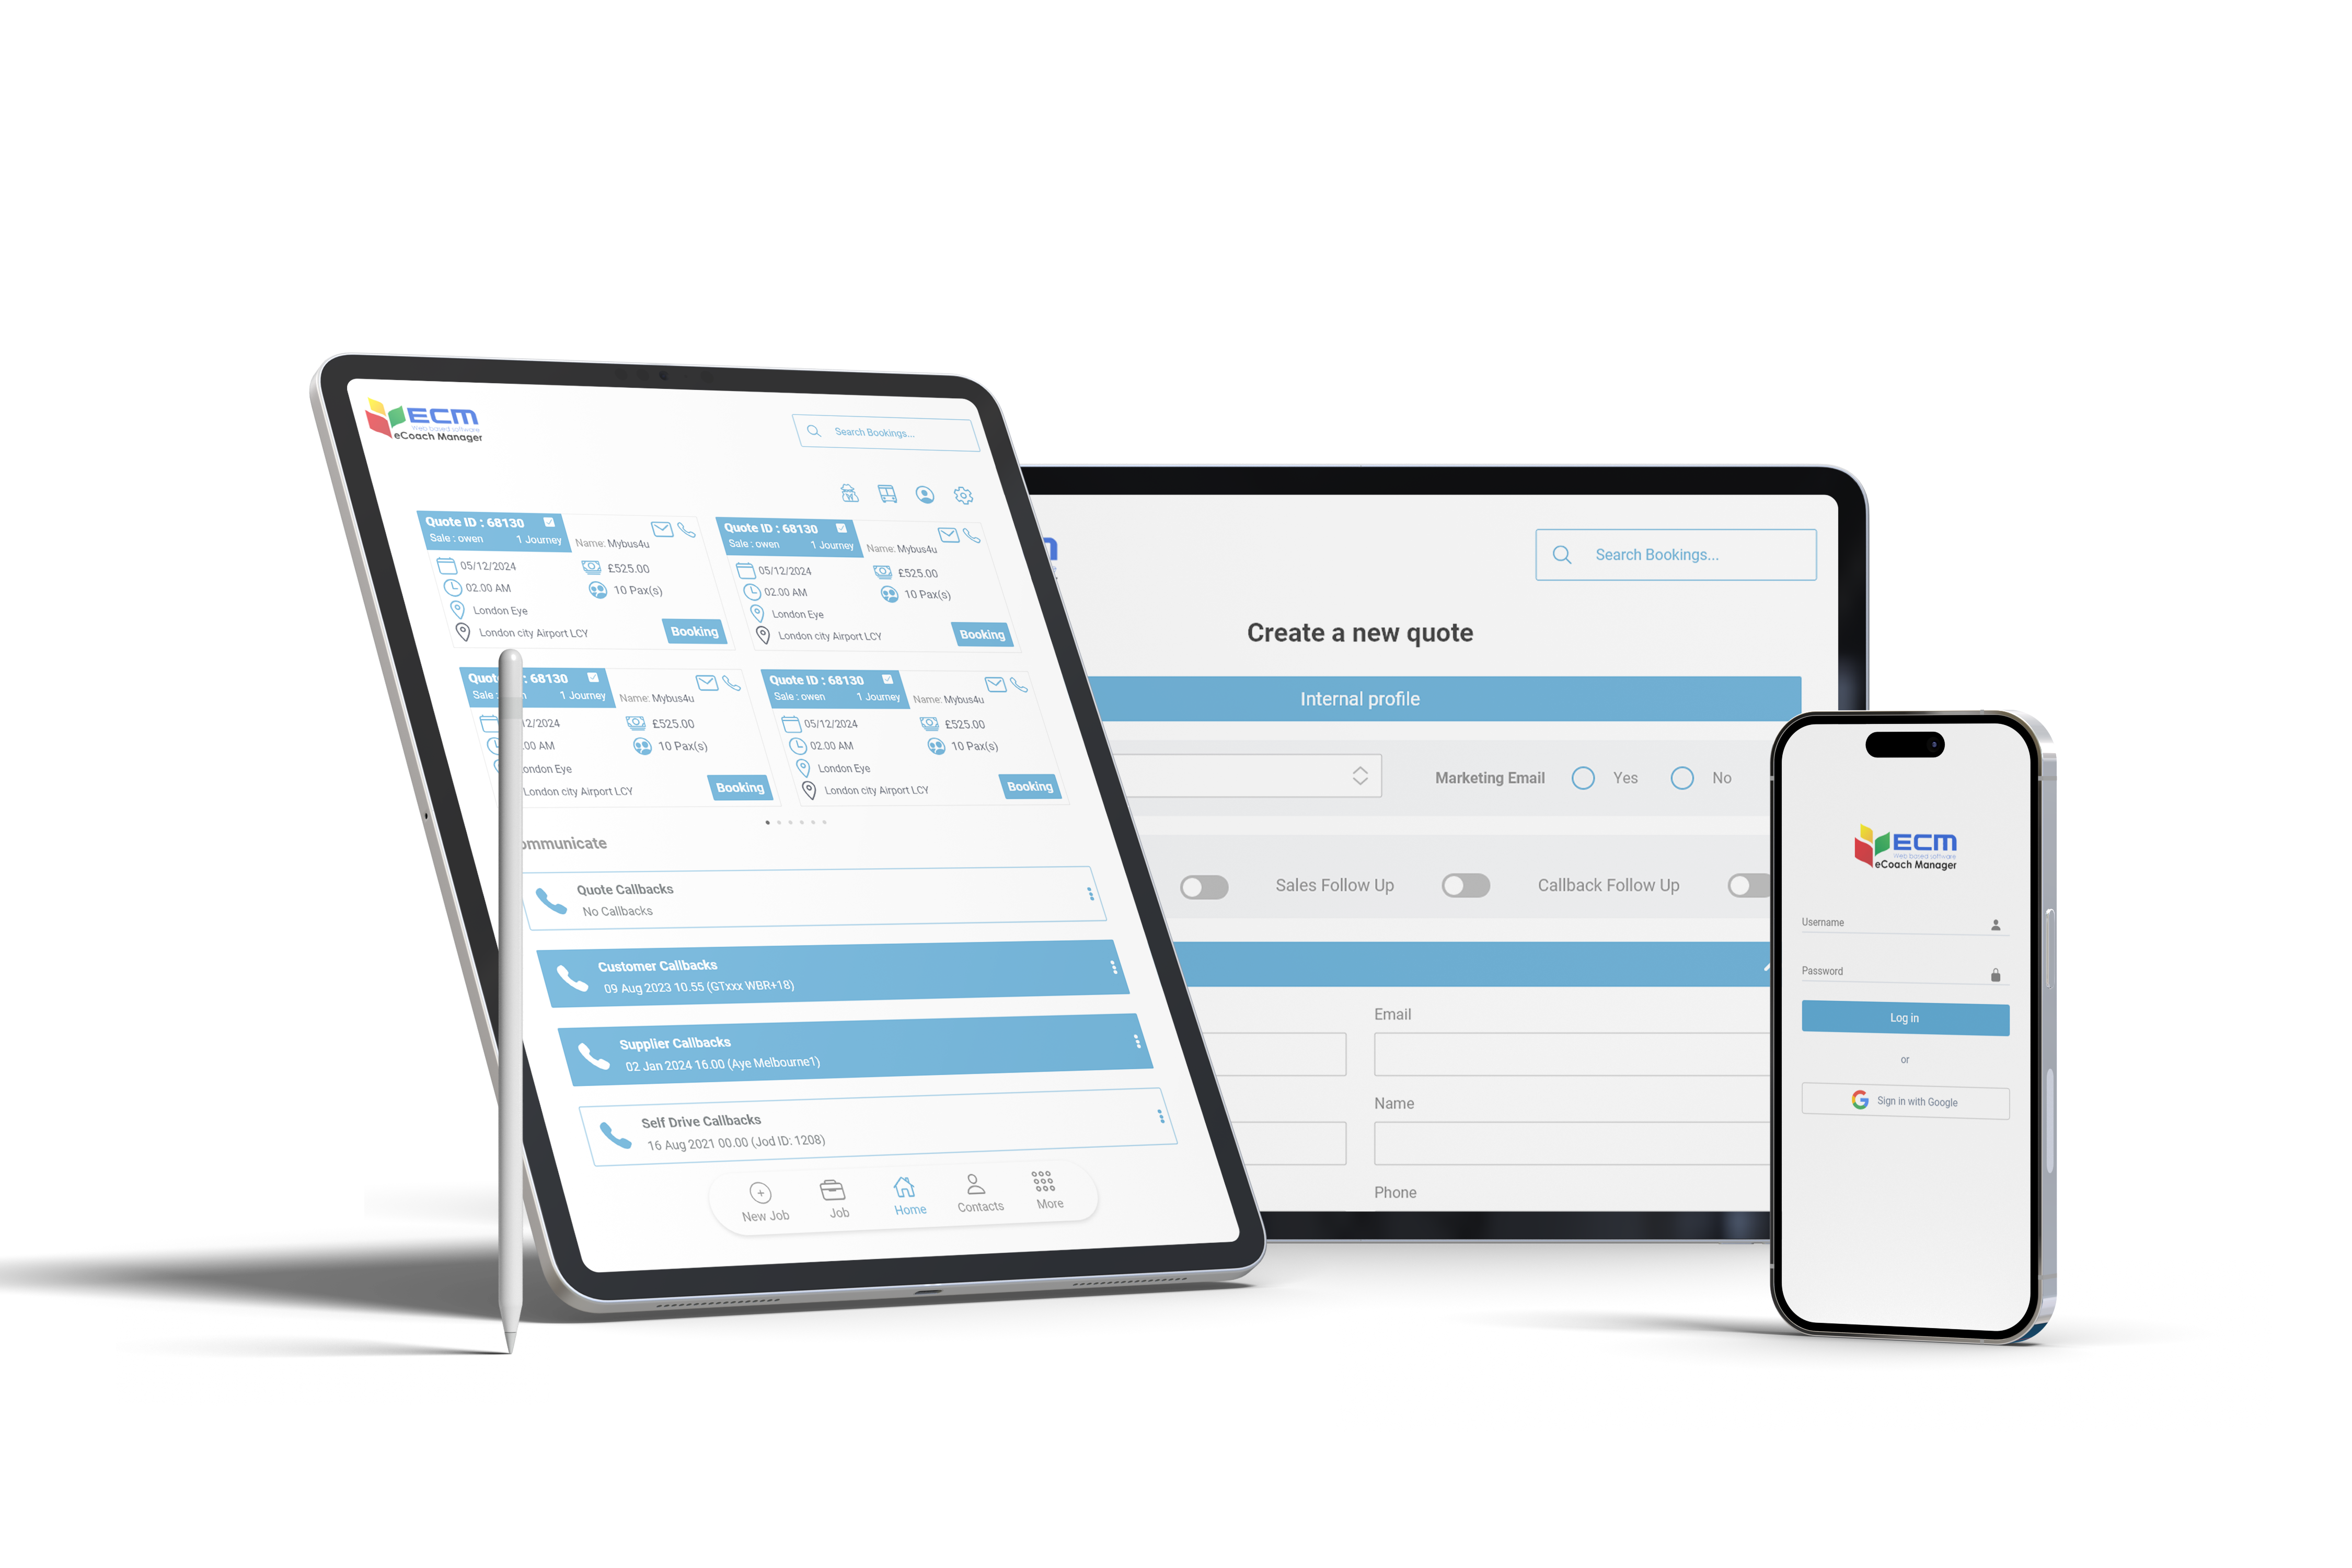 ECM
Web based software
eCoach Manager
Search Bookings...
Quote ID : 68130
Sale : owen 1 Journey
Name: Mybus4u
05/12/2024
£525.00
02.00 AM
10 Pax(s)
London Eye
London city Airport LCY
Booking
Quote ID : 68130
Sale : owen 1 Journey
Name: Mybus4u
05/12/2024
£525.00
02.00 AM
10 Pax(s)
London Eye
London city Airport LCY
Booking
: 68130
1 Journey
Name: Mybus4u
£525.00
10 Pax(s)
London city Airport LCY
Booking
Quote ID : 68130
Sale : owen 1 Journey
Name: Mybus4u
05/12/2024
£525.00
02.00 AM
10 Pax(s)
London Eye
London city Airport LCY
Booking
ommunicate
Quote Callbacks
No Callbacks
Customer Callbacks
09 Aug 2023 10.55 (GTxxx WBR+18)
Supplier Callbacks
02 Jan 2024 16.00 (Aye Melbourne1)
Self Drive Callbacks
16 Aug 2021 00.00 (Jod ID: 1208)
New Job
Job
Home
Contacts
More
Search Bookings...
Create a new quote
Internal profile
Marketing Email Yes No
Sales Follow Up Callback Follow Up
Email
Name
Phone
ECM
Web based software
eCoach Manager
Username
Password
Log in
or
Sign in with Google